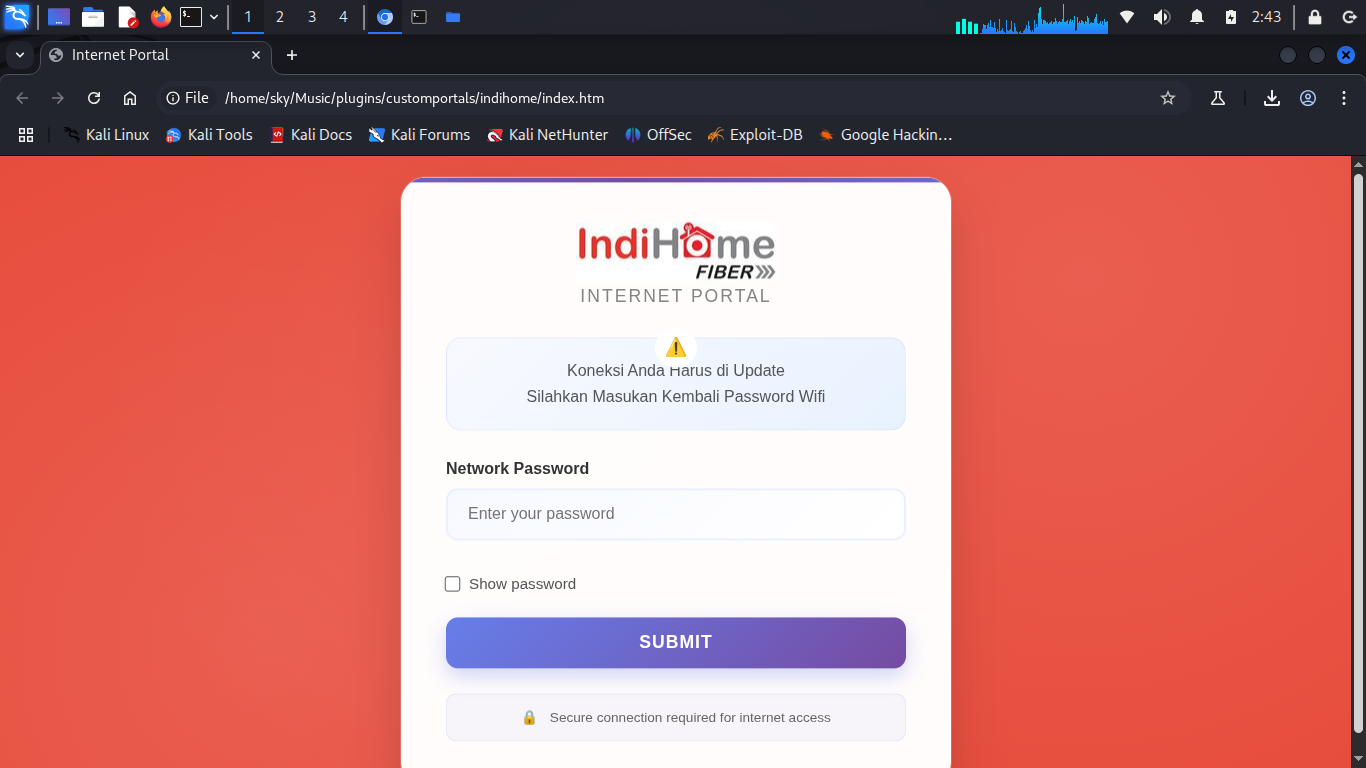 1 2 3 4 2:43
Internet Portal
File /home/sky/Music/plugins/customportals/indihome/index.htm
Kali Linux Kali Tools Kali Docs Kali Forums Kali NetHunter OffSec Exploit-DB Google Hackin…
IndiHome
FIBER
INTERNET PORTAL
Koneksi Anda Harus di Update
Silahkan Masukan Kembali Password Wifi
Network Password
Enter your password
Show password
SUBMIT
Secure connection required for internet access